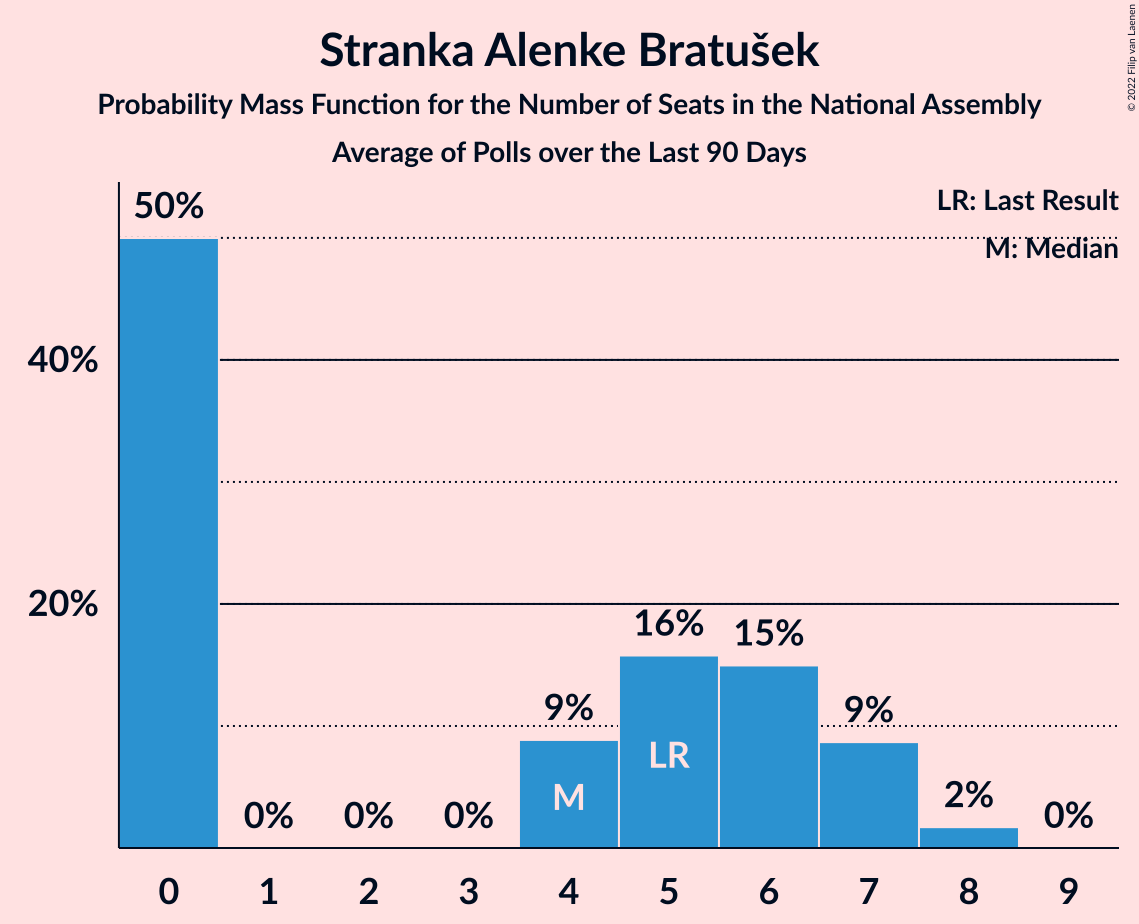 Stranka Alenke Bratušek
Probability Mass Function for the Number of Seats in the National Assembly
Average of Polls over the Last 90 Days
© 2022 Filip van Laenen
LR: Last Result
M: Median
50%
40%
20%
0%
0%
0%
9%
16%
15%
9%
2%
0%
M
LR
0 1 2 3 4 5 6 7 8 9